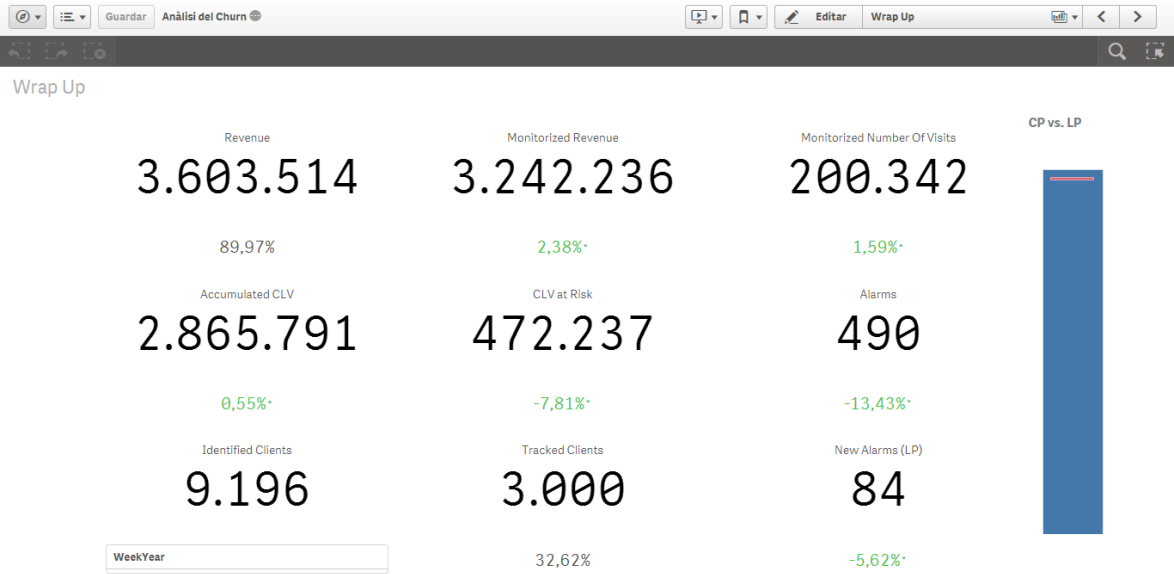 Guardar Anàlisi del Churn Editar Wrap Up
Wrap Up
CP vs. LP
Revenue Monitorized Revenue Monitorized Number Of Visits
3.603.514 3.242.236 200.342
89,97% 2,38%* 1,59%*
Accumulated CLV CLV at Risk Alarms
2.865.791 472.237 490
0,55%* -7,81%* -13,43%*
Identified Clients Tracked Clients New Alarms (LP)
9.196 3.000 84
WeekYear 32,62% -5,62%*